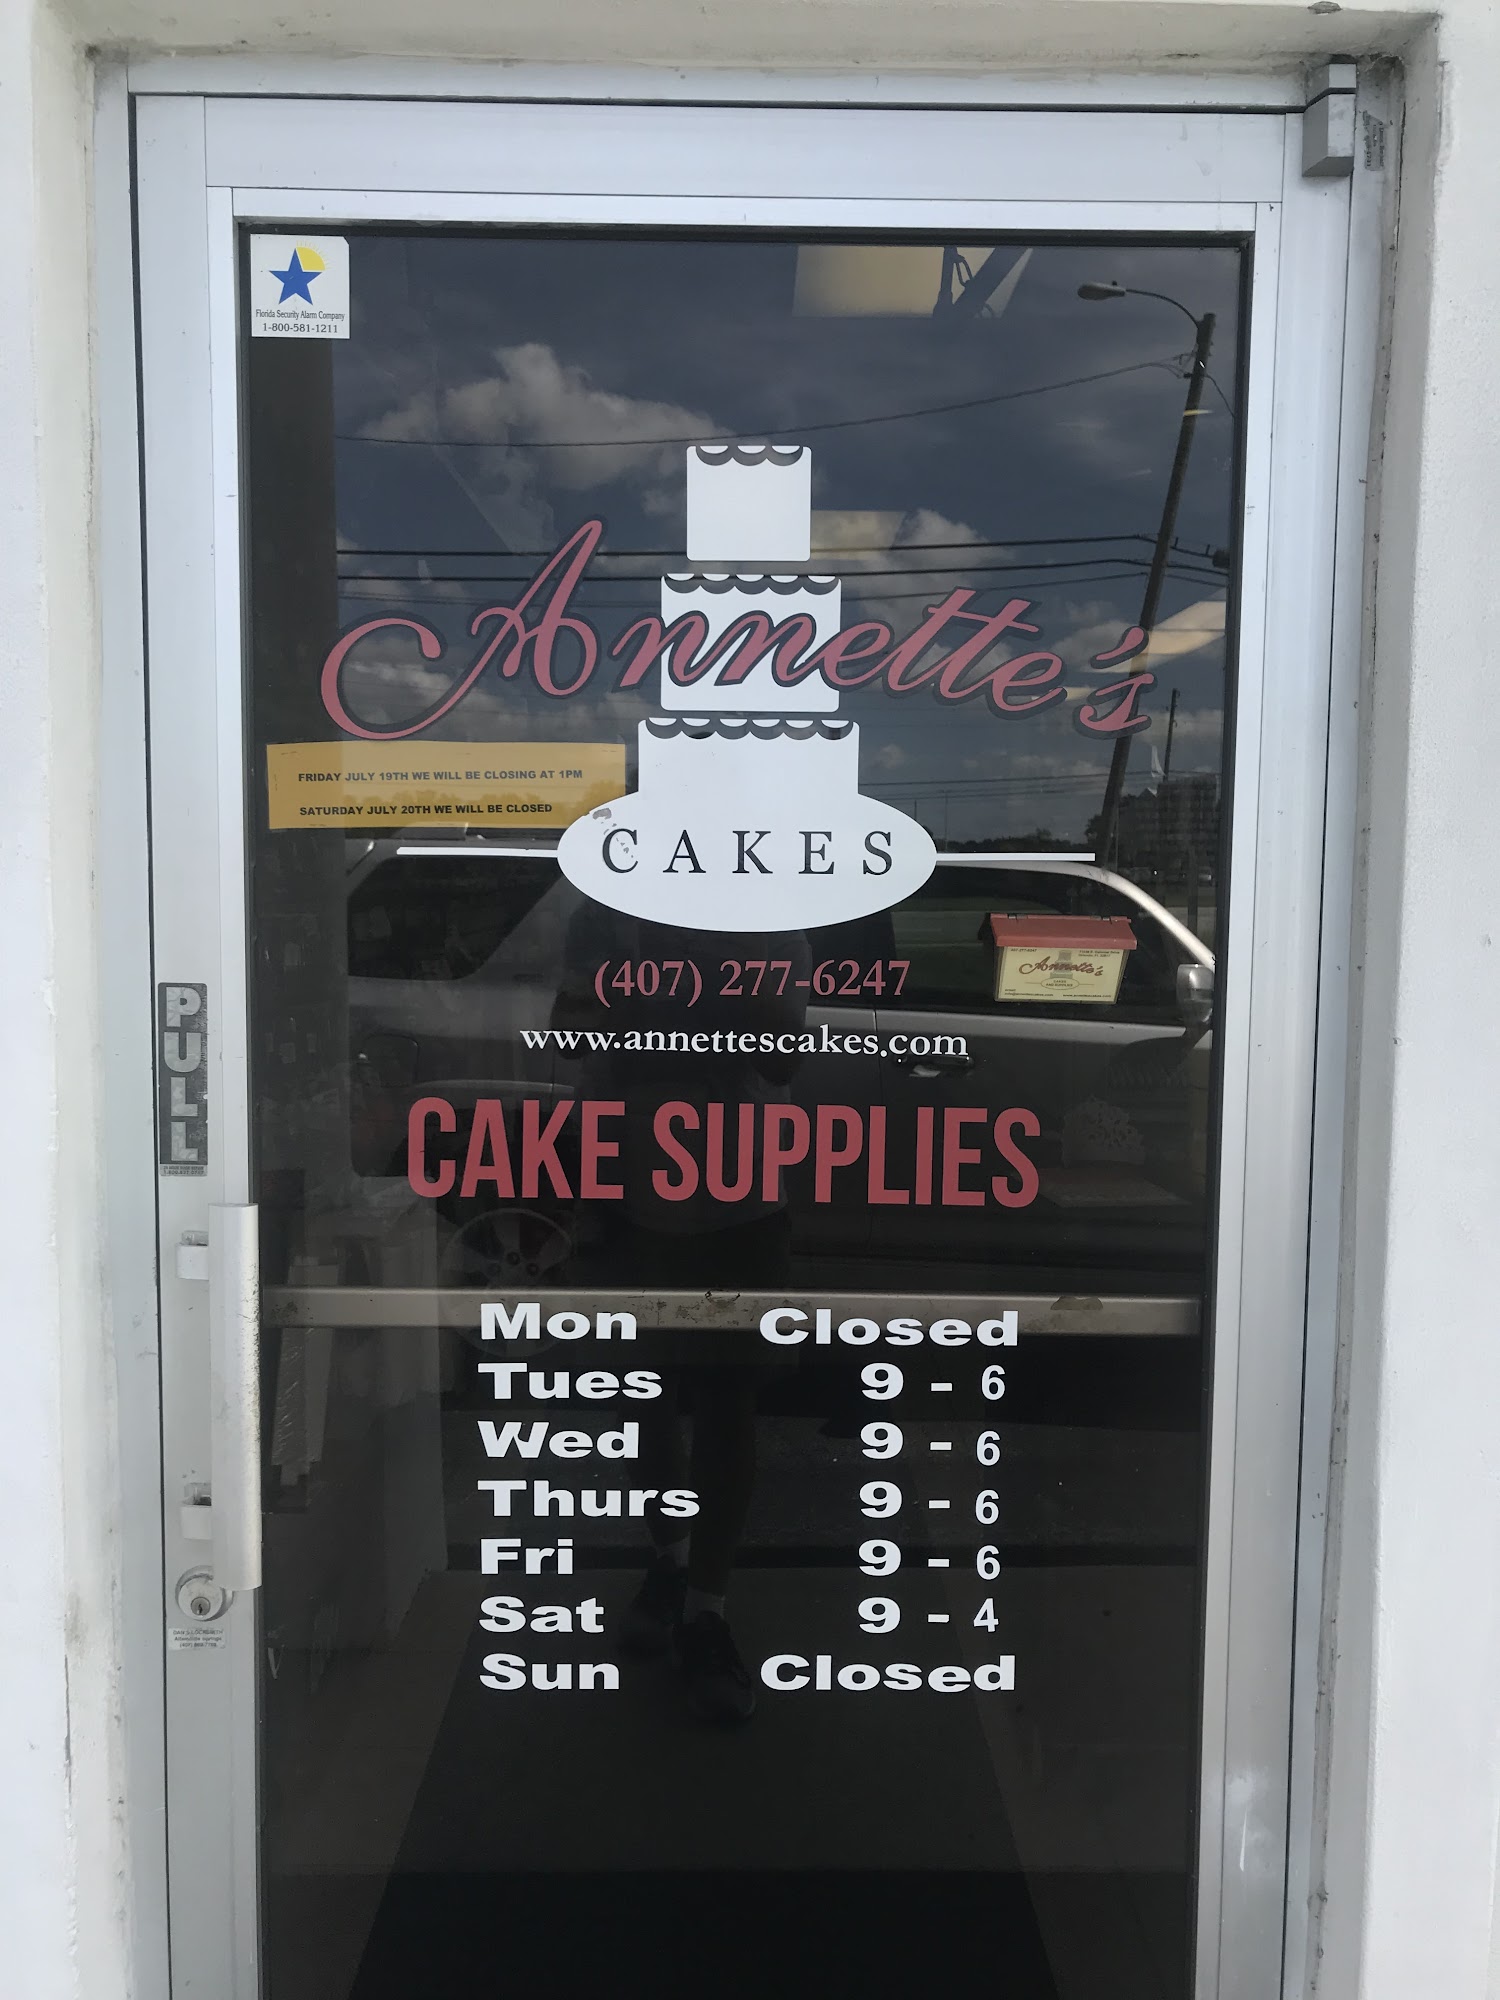 Florida Security Alarm Company
1-800-581-1211
Annette's
FRIDAY JULY 19TH WE WILL BE CLOSING AT 1PM
SATURDAY JULY 20TH WE WILL BE CLOSED
CAKES
(407) 277-6247
www.annettescakes.com
Annette's
PULL
CAKE SUPPLIES
Mon Closed
Tues 9 - 6
Wed 9 - 6
Thurs 9 - 6
Fri 9 - 6
Sat 9 - 4
Sun Closed